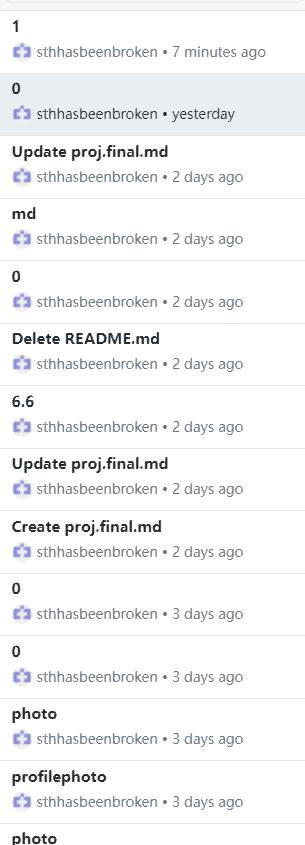 1
sthhasbeenbroken • 7 minutes ago
0
sthhasbeenbroken • yesterday
Update proj.final.md
sthhasbeenbroken • 2 days ago
md
sthhasbeenbroken • 2 days ago
0
sthhasbeenbroken • 2 days ago
Delete README.md
sthhasbeenbroken • 2 days ago
6.6
sthhasbeenbroken • 2 days ago
Update proj.final.md
sthhasbeenbroken • 2 days ago
Create proj.final.md
sthhasbeenbroken • 2 days ago
0
sthhasbeenbroken • 3 days ago
0
sthhasbeenbroken • 3 days ago
photo
sthhasbeenbroken • 3 days ago
profilephoto
sthhasbeenbroken • 3 days ago
photo